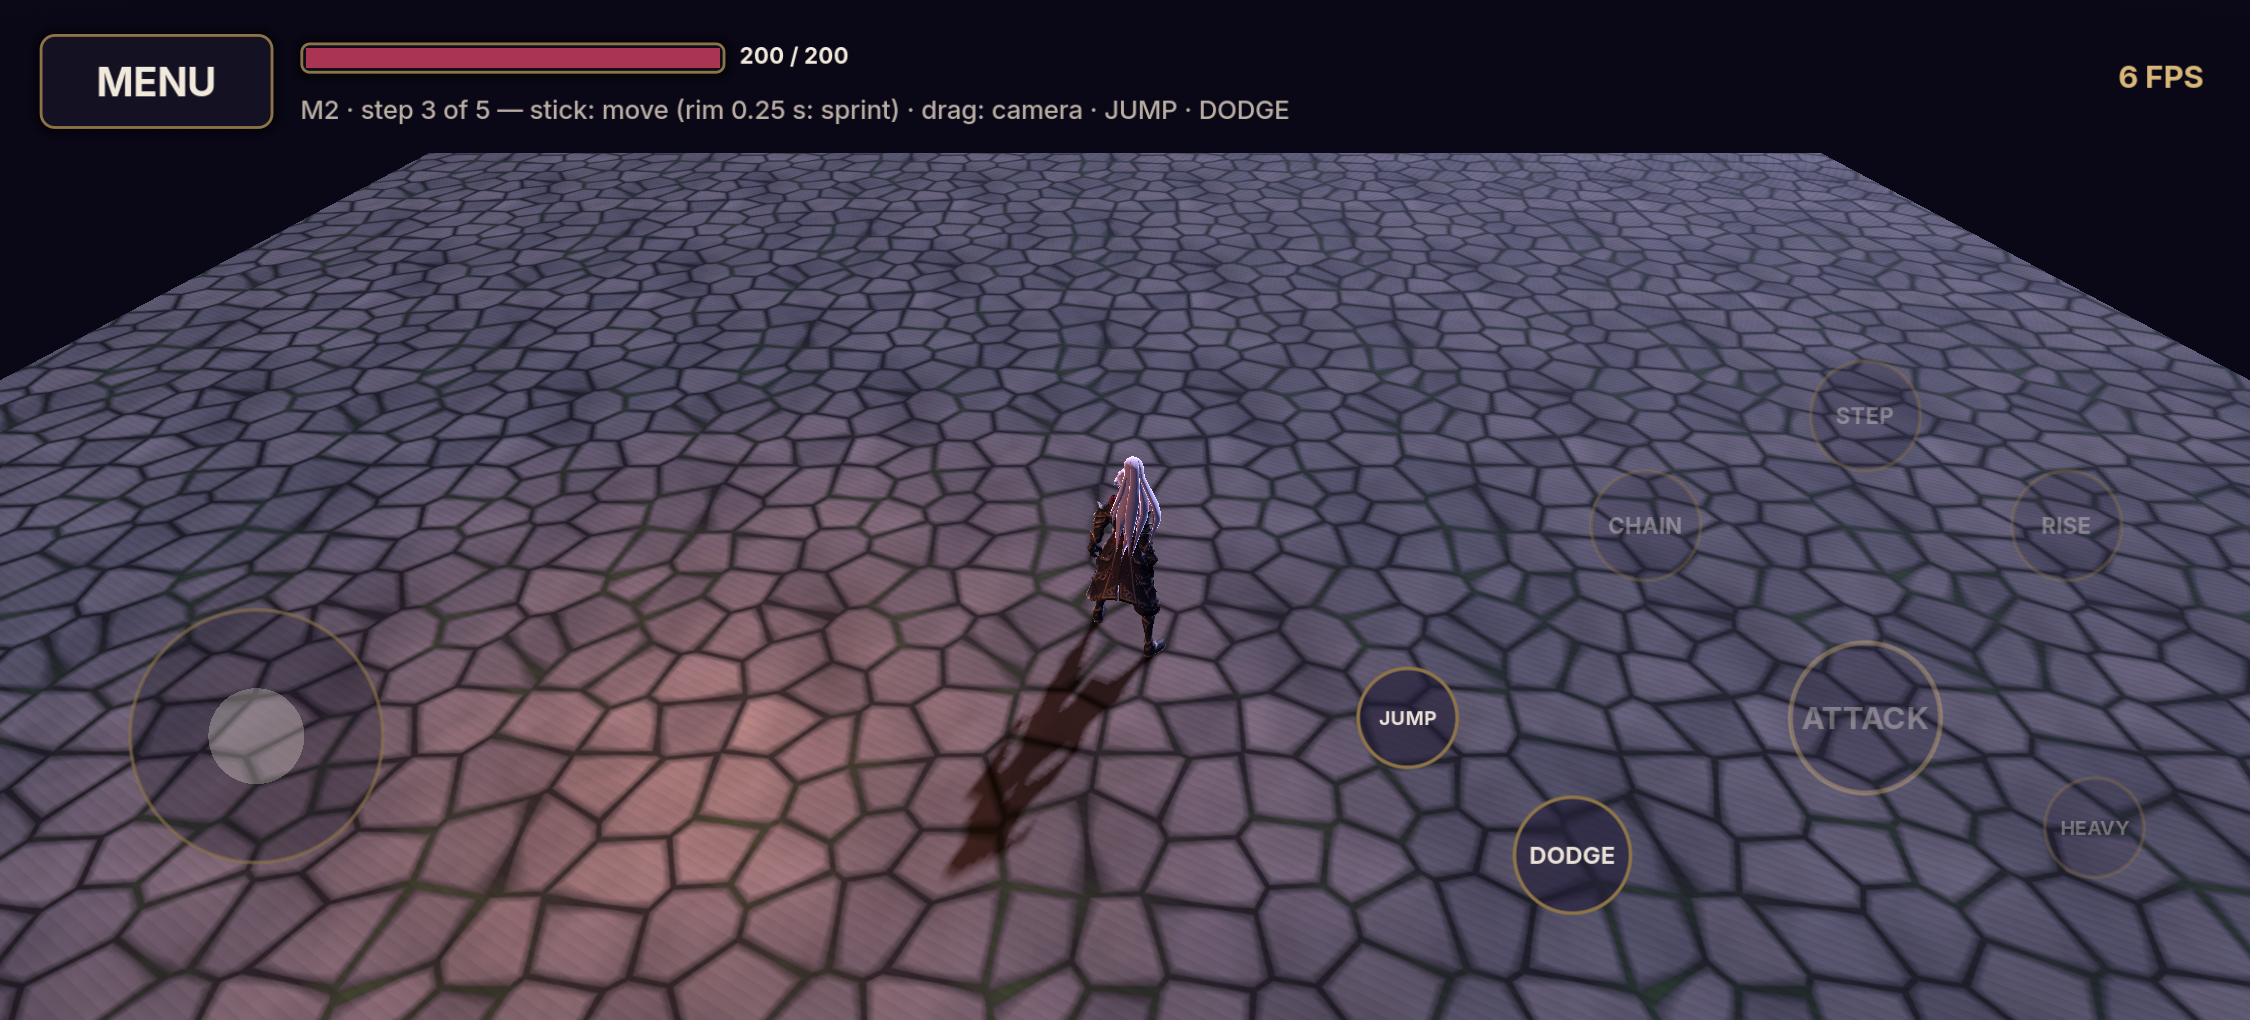 MENU
200 / 200
6 FPS
M2 · step 3 of 5 — stick: move (rim 0.25 s: sprint) · drag: camera · JUMP · DODGE
STEP
CHAIN
RISE
JUMP
ATTACK
HEAVY
DODGE